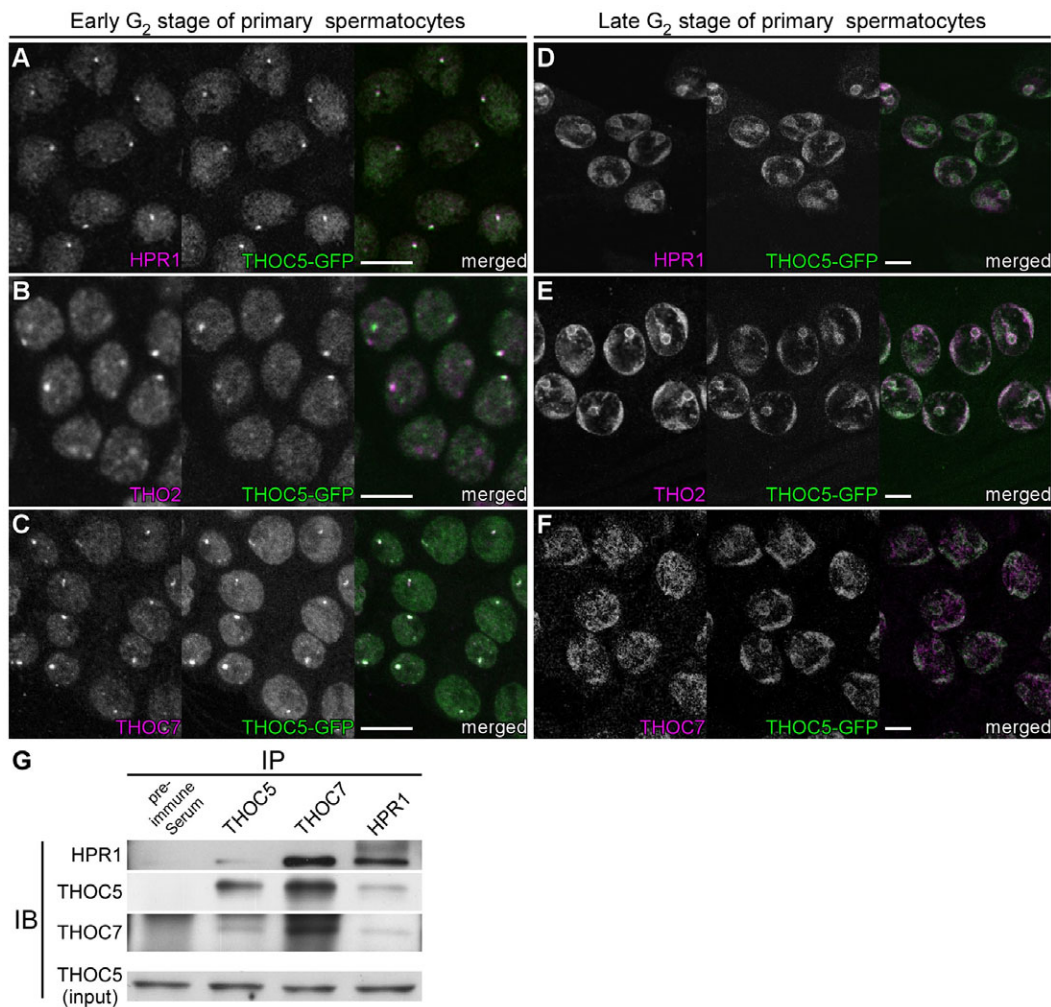 Early G₂ stage of primary spermatocytes
Late G₂ stage of primary spermatocytes
A
HPR1
THOC5-GFP
merged
B
THO2
THOC5-GFP
merged
C
THOC7
THOC5-GFP
merged
D
HPR1
THOC5-GFP
merged
E
THO2
THOC5-GFP
merged
F
THOC7
THOC5-GFP
merged
G
IP
pre-
immune
Serum
THOC5
THOC7
HPR1
IB
HPR1
THOC5
THOC7
THOC5
(input)